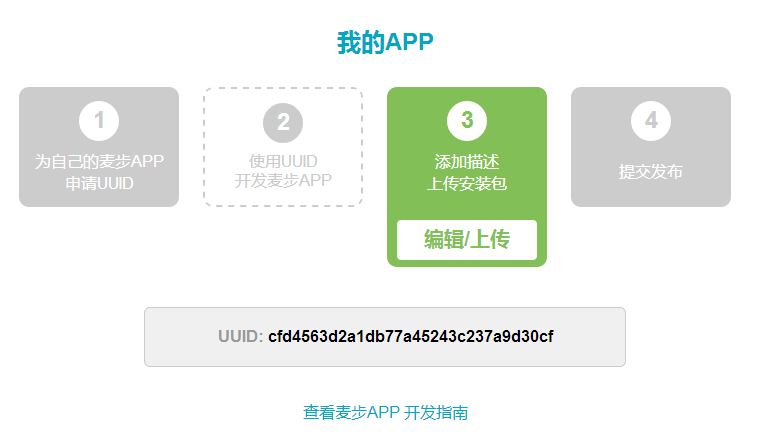 我的APP
1
为自己的麦步APP
申请UUID
2
使用UUID
开发麦步APP
3
添加描述
上传安装包
编辑/上传
4
提交发布
UUID: cfd4563d2a1db77a45243c237a9d30cf
查看麦步APP 开发指南